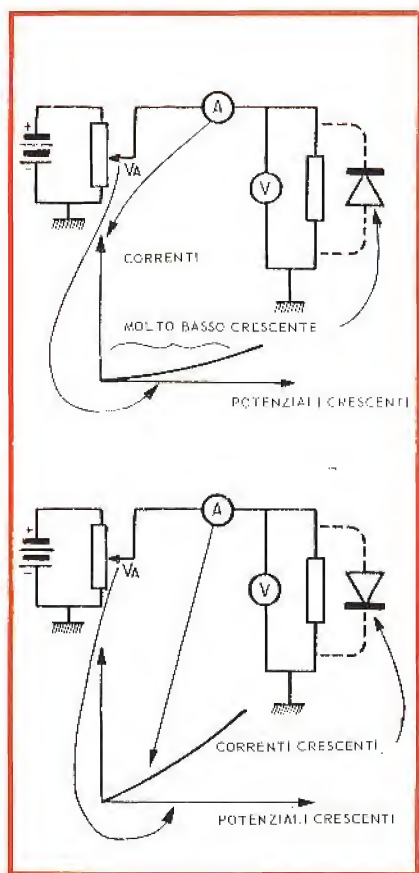 +
-
VA
A
V
CORRENTI
MOLTO BASSO CRESCENTE
POTENZIALI CRESCENTI
+
-
VA
A
V
CORRENTI CRESCENTI
POTENZIALI CRESCENTI